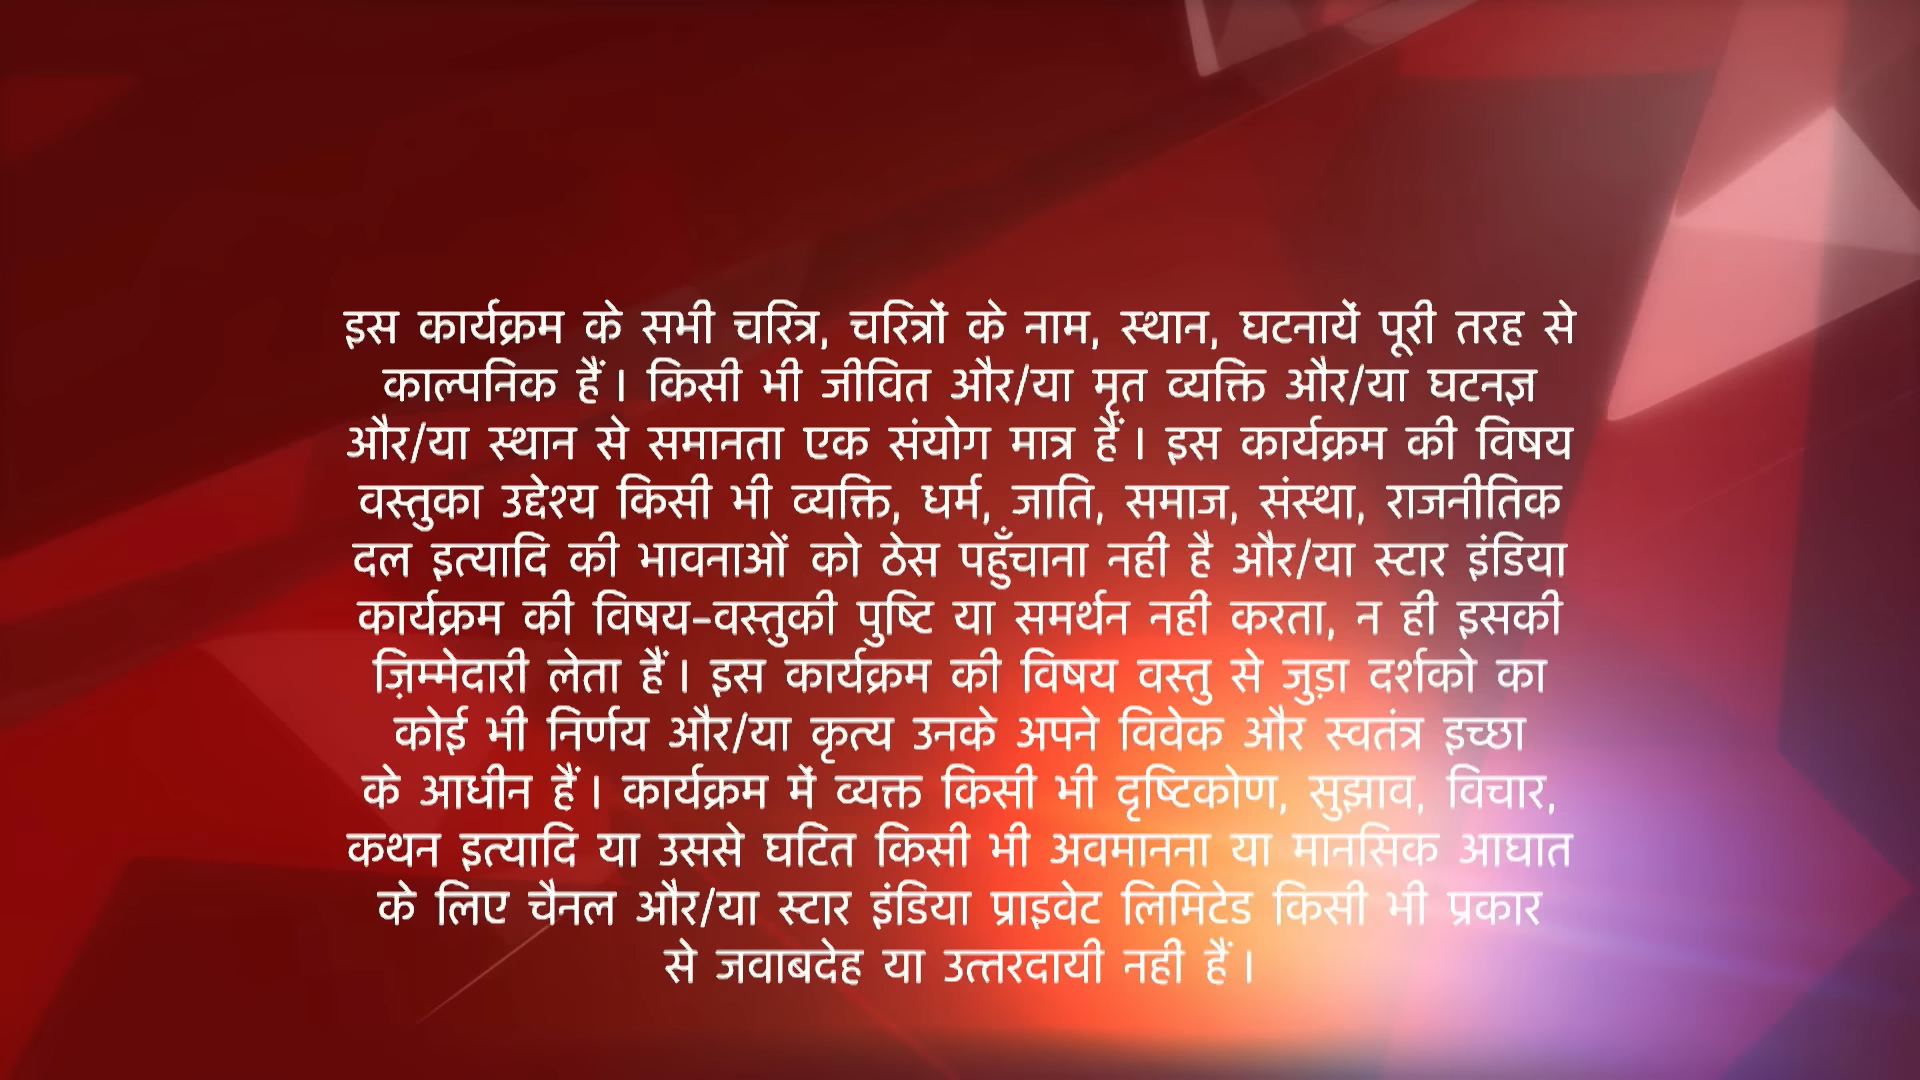 इस कार्यक्रम के सभी चरित्र, चरित्रों के नाम, स्थान, घटनायें पूरी तरह से
काल्पनिक हैं। किसी भी जीवित और/या मृत व्यक्ति और/या घटनज्ञ
और/या स्थान से समानता एक संयोग मात्र हैं। इस कार्यक्रम की विषय
वस्तुका उद्देश्य किसी भी व्यक्ति, धर्म, जाति, समाज, संस्था, राजनीतिक
दल इत्यादि की भावनाओं को ठेस पहुँचाना नहीं है और/या स्टार इंडिया
कार्यक्रम की विषय-वस्तुकी पुष्टि या समर्थन नहीं करता, न ही इसकी
ज़िम्मेदारी लेता हैं। इस कार्यक्रम की विषय वस्तु से जुड़ा दर्शको का
कोई भी निर्णय और/या कृत्य उनके अपने विवेक और स्वतंत्र इच्छा
के आधीन हैं। कार्यक्रम में व्यक्त किसी भी दृष्टिकोण, सुझाव, विचार,
कथन इत्यादि या उससे घटित किसी भी अवमानना या मानसिक आघात
के लिए चैनल और/या स्टार इंडिया प्राइवेट लिमिटेड किसी भी प्रकार
से जवाबदेह या उत्तरदायी नही हैं।